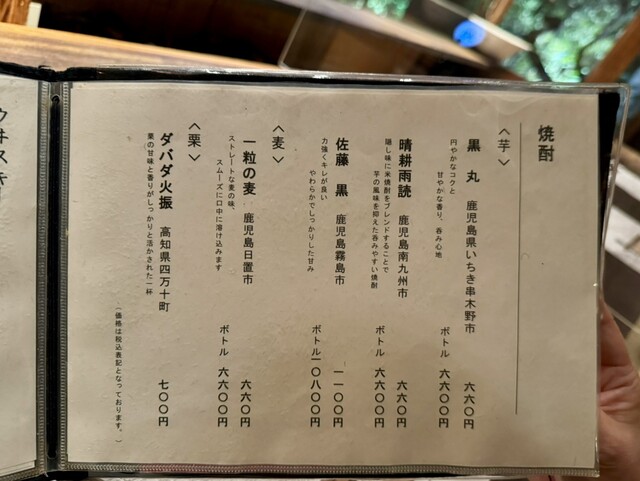 焼酎
〈芋〉
黒丸　鹿児島県いちき串木野市　六六〇円
円やかなコクと
甘やかな香り、呑み心地
ボトル　六六〇〇円
晴耕雨読　鹿児島南九州市　六六〇円
隠し味に米焼酎をブレンドすることで
芋の風味を抑えた呑みやすい焼酎
ボトル　六六〇〇円
佐藤　黒　鹿児島霧島市　一一〇〇円
力強くキレが良い
やわらかでしっかりした甘み
ボトル一〇八〇〇円
〈麦〉
一粒の麦　鹿児島日置市　六六〇円
ストレートな麦の味、
スムーズに口中に溶け込みます
ボトル　六六〇〇円
〈栗〉
ダバダ火振　高知県四万十町　七〇〇円
栗の甘味と香りがしっかりと活かされた一杯
（価格は税込表記となっております。）
ウヰスキー